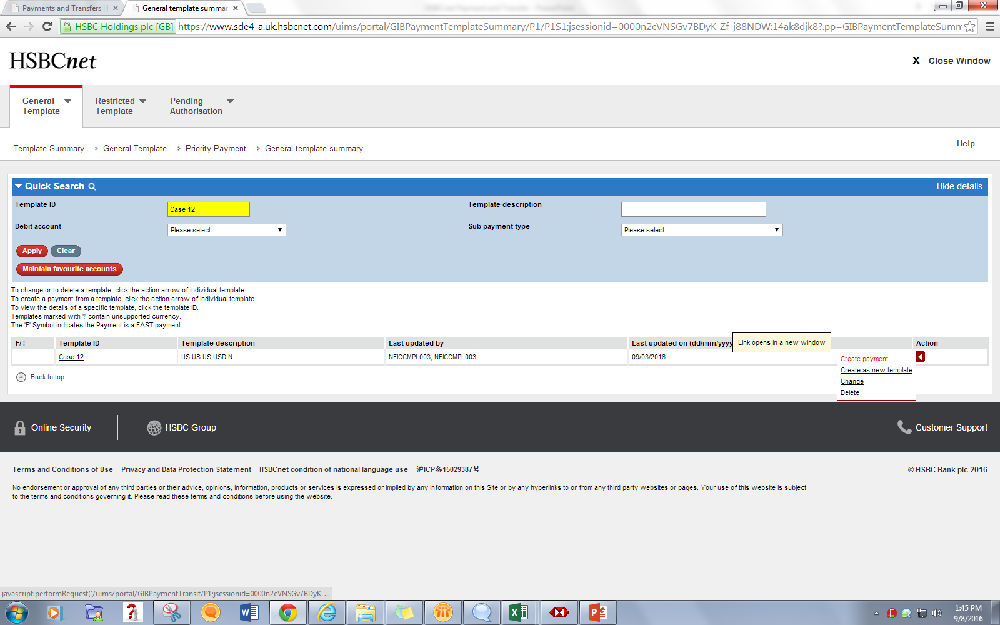 Payments and Transfers |
General template summar
HSBC Holdings plc [GB]
https://www.sde4-a.uk.hsbcnet.com/uims/portal/GIBPaymentTemplateSummary/P1/P1S1;jsessionid=0000n2cVNSGv7BDyK-Zf_j88NDW:14ak8djk8?.pp=GIBPaymentTemplateSumm
HSBCnet
X Close Window
General Template
Restricted Template
Pending Authorisation
Template Summary > General Template > Priority Payment > General template summary
Help
Quick Search
Hide details
Template ID
Case 12
Template description
Debit account
Please select
Sub payment type
Please select
Apply
Clear
Maintain favourite accounts
To change or to delete a template, click the action arrow of individual template.
To create a payment from a template, click the action arrow of individual template.
To view the details of a specific template, click the template ID.
Templates marked with '!' contain unsupported currency.
The 'F' Symbol indicates the Payment is a FAST payment.
F/ ! Template ID Template description Last updated by Last updated on (dd/mm/yyyy Action
Link opens in a new window
Case 12 US US US USD N NFICCMPL003, NFICCMPL003 09/03/2016
Create payment
Create as new template
Change
Delete
Back to top
Online Security
HSBC Group
Customer Support
Terms and Conditions of Use Privacy and Data Protection Statement HSBCnet condition of national language use 沪ICP备15029387号
© HSBC Bank plc 2016
No endorsement or approval of any third parties or their advice, opinions, information, products or services is expressed or implied by any information on this Site or by any hyperlinks to or from any third party websites or pages. Your use of this website is subject
to the terms and conditions governing it. Please read these terms and conditions before using the website.
javascript:performRequest('/uims/portal/GIBPaymentTransit/P1;jsessionid=0000n2cVNSGv7BDyK-...
1:45 PM
9/8/2016